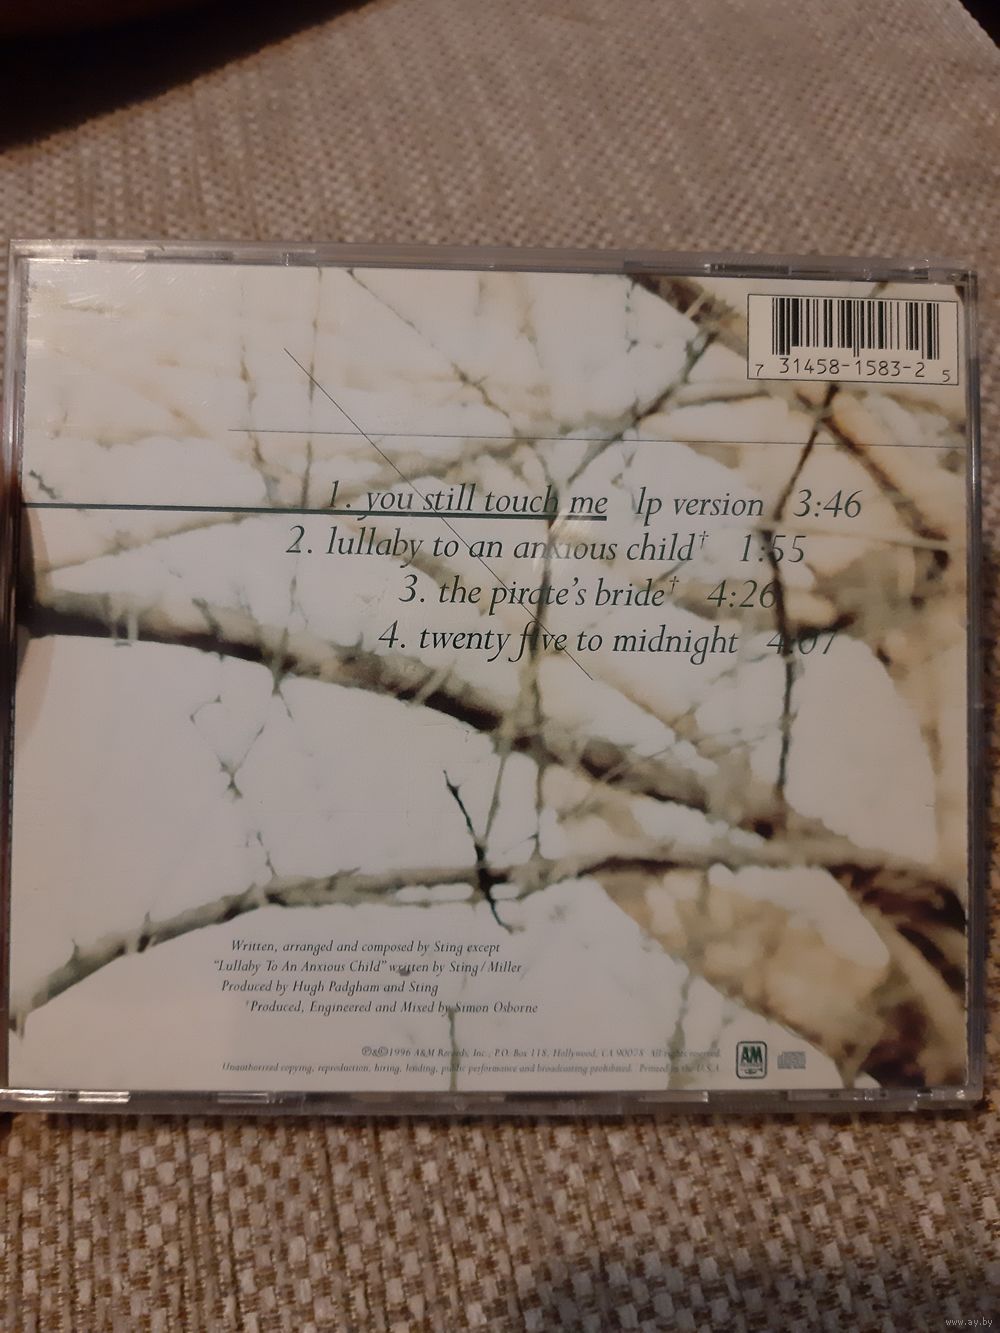 7 31458-1583-2 5
1. you still touch me lp version 3:46
2. lullaby to an anxious child† 1:55
3. the pirate's bride† 4:26
4. twenty five to midnight 4:07
Written, arranged and composed by Sting except
"Lullaby To An Anxious Child" written by Sting / Miller
Produced by Hugh Padgham and Sting
†Produced, Engineered and Mixed by Simon Osborne
℗&©1996 A&M Records, Inc., P.O. Box 118, Hollywood, CA 90078 All rights reserved.
Unauthorized copying, reproduction, hiring, lending, public performance and broadcasting prohibited. Printed in the U.S.A.
AM
www.ay.by